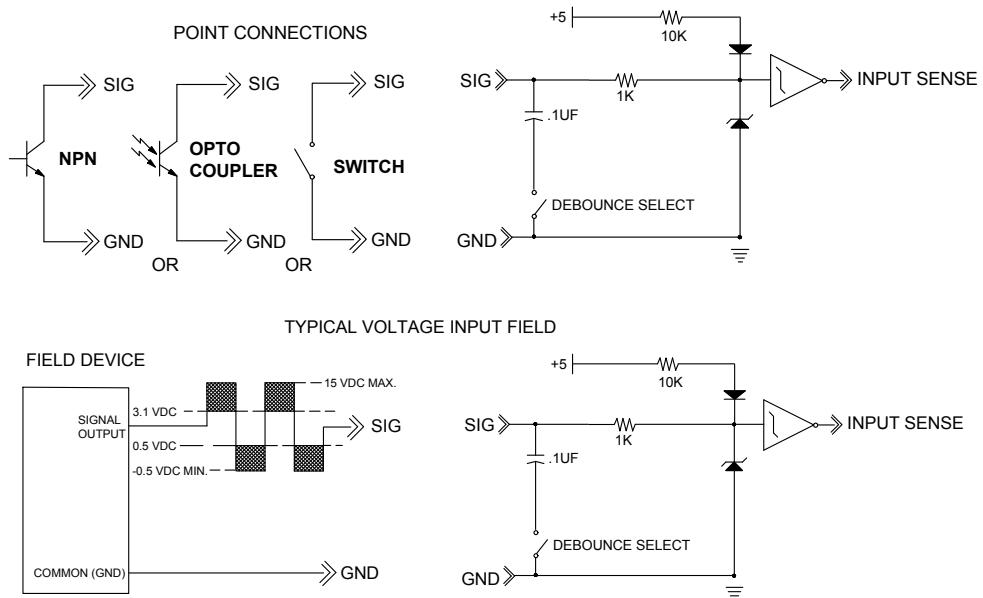 POINT CONNECTIONS
SIG
SIG
SIG
NPN
OPTO
COUPLER
SWITCH
GND
GND
GND
OR
OR
+5
10K
SIG
1K
INPUT SENSE
.1UF
DEBOUNCE SELECT
GND
TYPICAL VOLTAGE INPUT FIELD
FIELD DEVICE
SIGNAL
OUTPUT
3.1 VDC
0.5 VDC
-0.5 VDC MIN.
15 VDC MAX.
SIG
COMMON (GND)
GND
+5
10K
SIG
1K
INPUT SENSE
.1UF
DEBOUNCE SELECT
GND